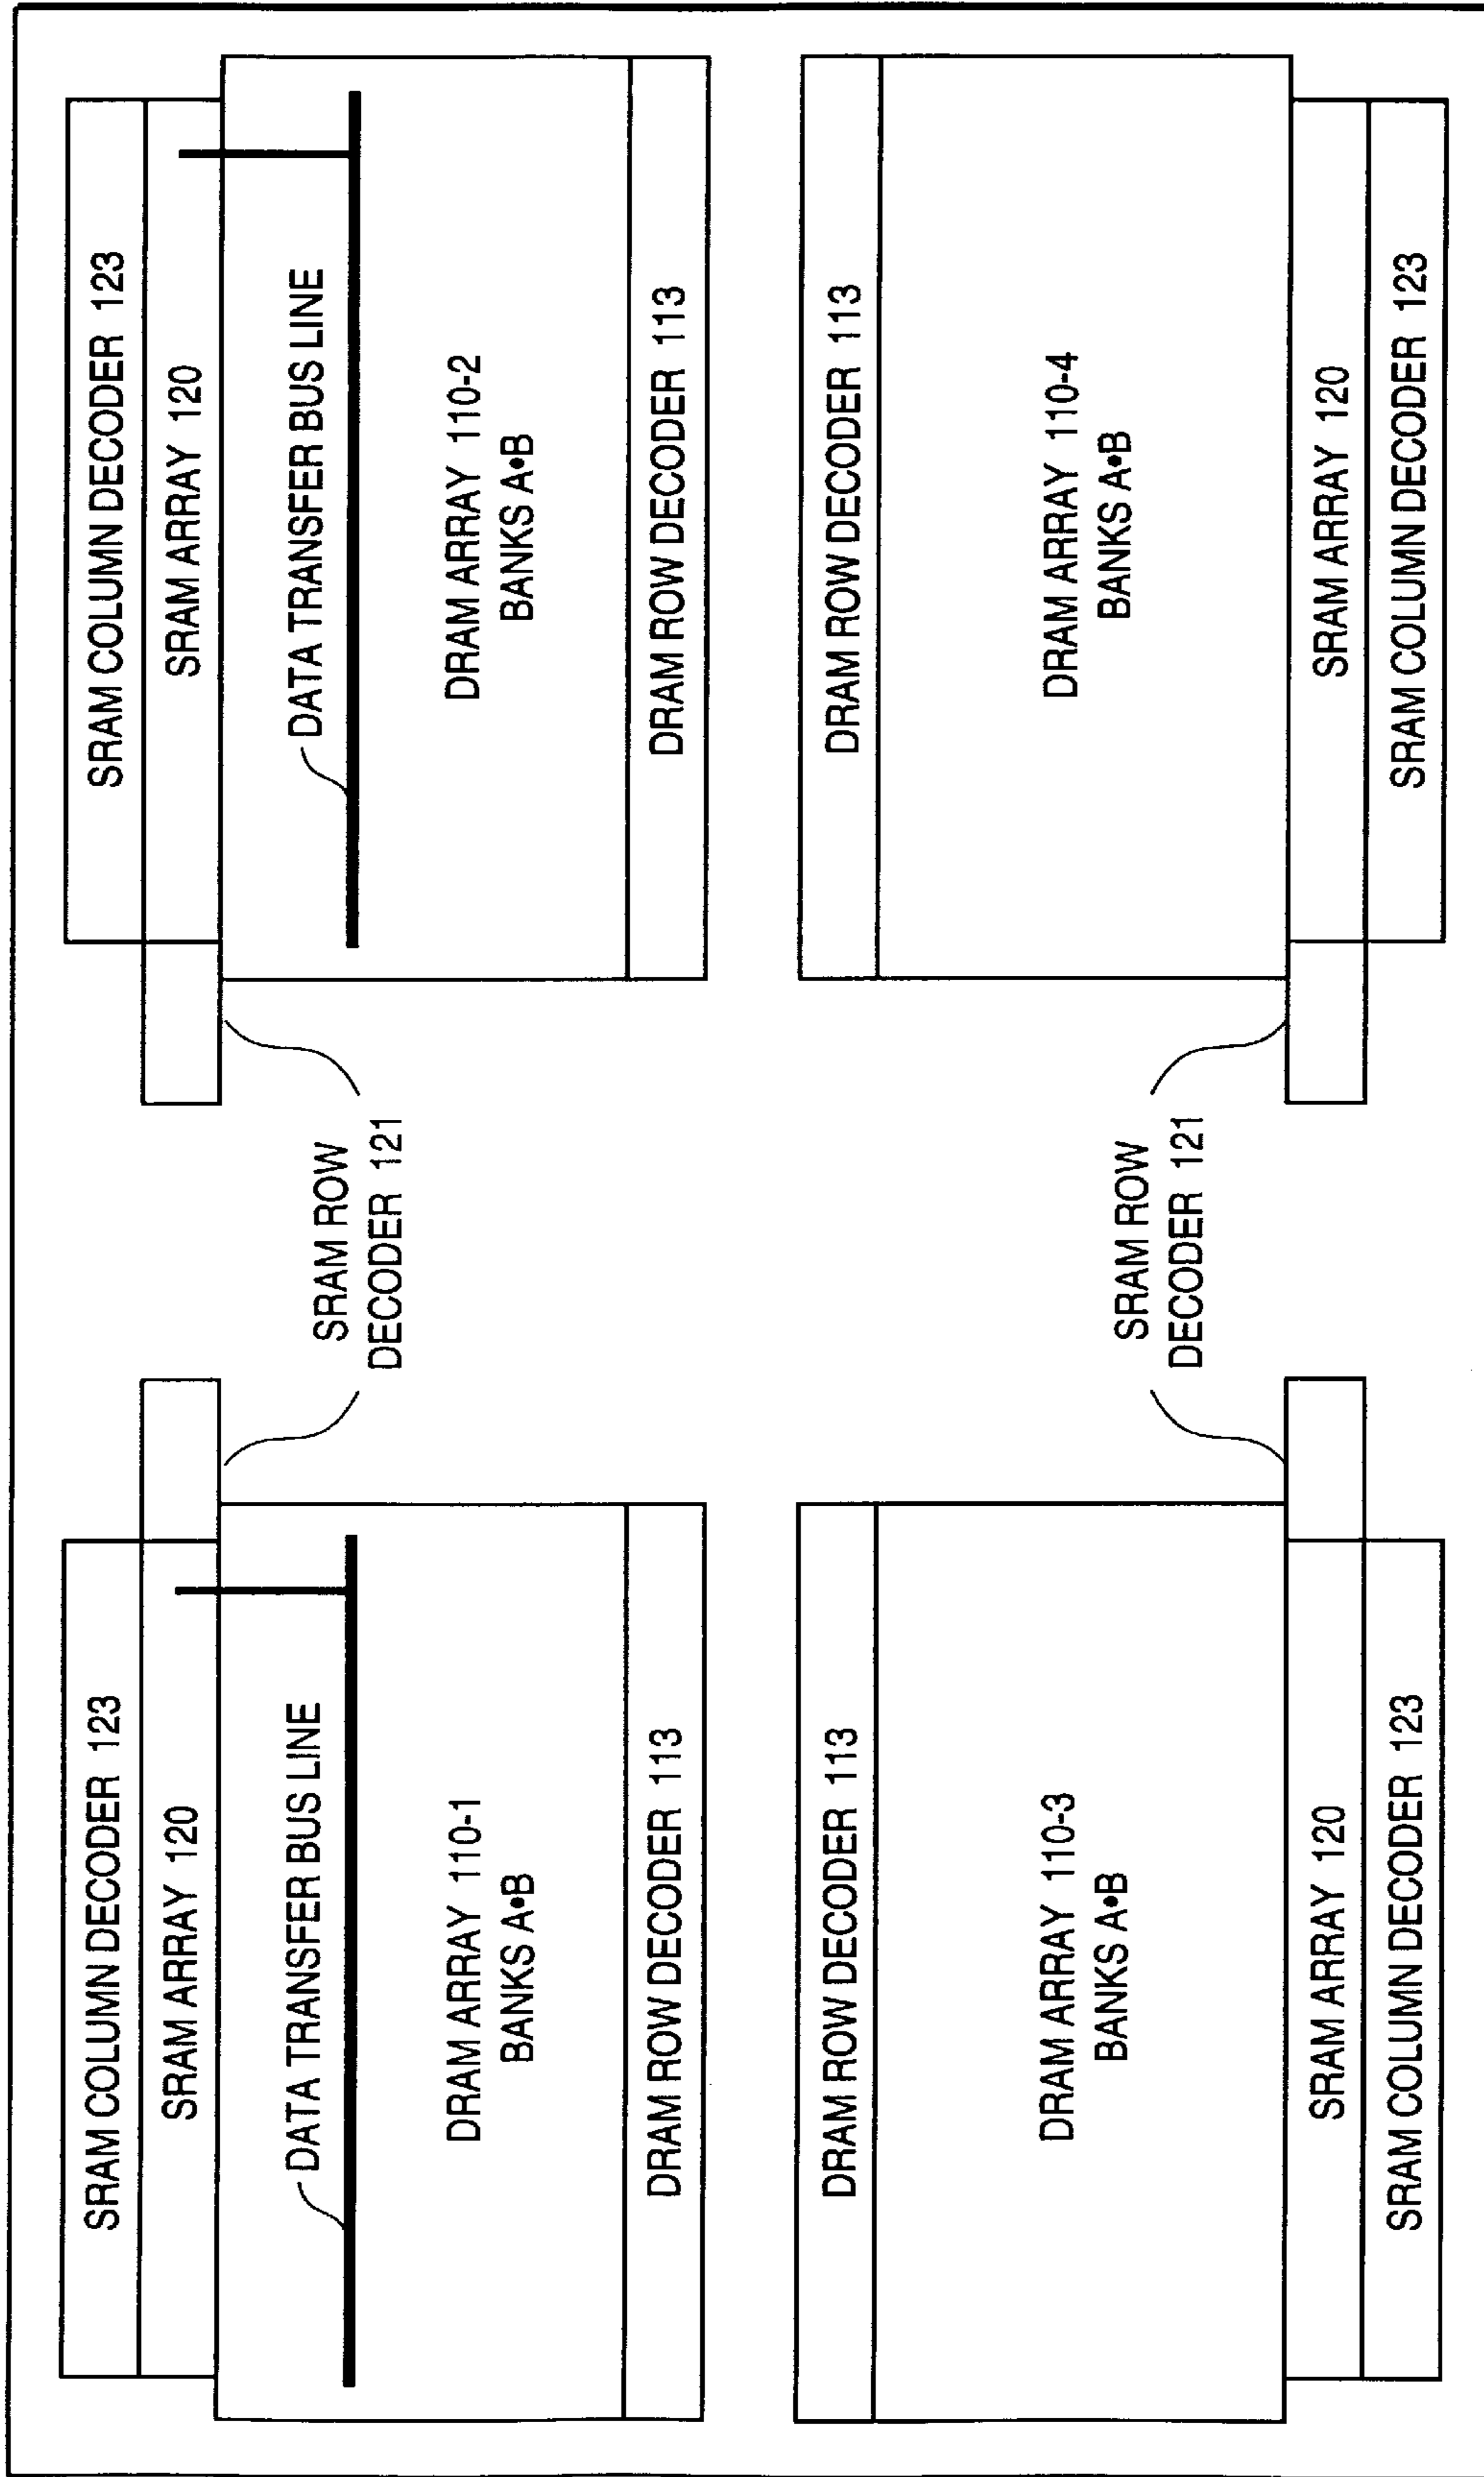 SRAM COLUMN DECODER 123
SRAM ARRAY 120
DATA TRANSFER BUS LINE
DRAM ARRAY 110-1
BANKS A•B
DRAM ROW DECODER 113
SRAM ROW
DECODER 121
SRAM COLUMN DECODER 123
SRAM ARRAY 120
DATA TRANSFER BUS LINE
DRAM ARRAY 110-2
BANKS A•B
DRAM ROW DECODER 113
DRAM ROW DECODER 113
DRAM ARRAY 110-3
BANKS A•B
SRAM ARRAY 120
SRAM COLUMN DECODER 123
SRAM ROW
DECODER 121
DRAM ROW DECODER 113
DRAM ARRAY 110-4
BANKS A•B
SRAM ARRAY 120
SRAM COLUMN DECODER 123